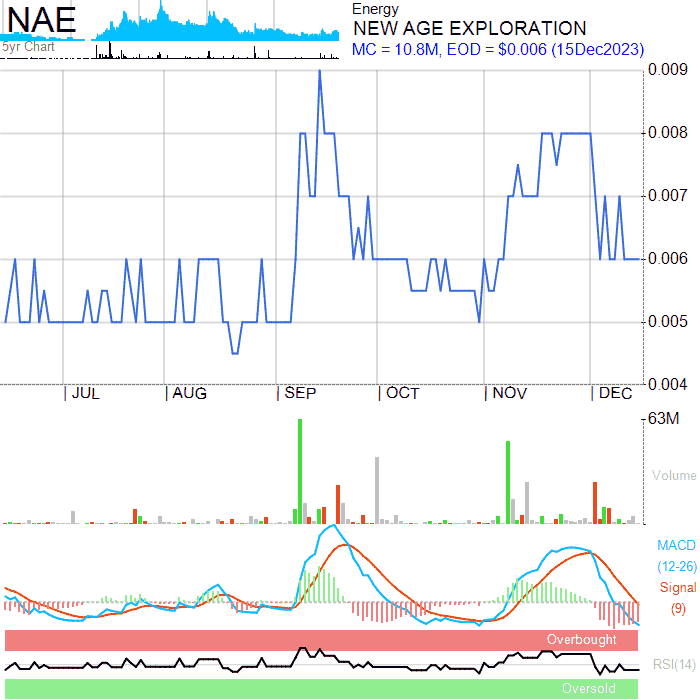 NAE
5yr Chart
Energy
NEW AGE EXPLORATION
MC = 10.8M, EOD = $0.006 (15Dec2023)
0.009
0.008
0.007
0.006
0.005
0.004
JUL AUG SEP OCT NOV DEC
63M
Volume
MACD
(12-26)
Signal
(9)
Overbought
RSI(14)
Oversold